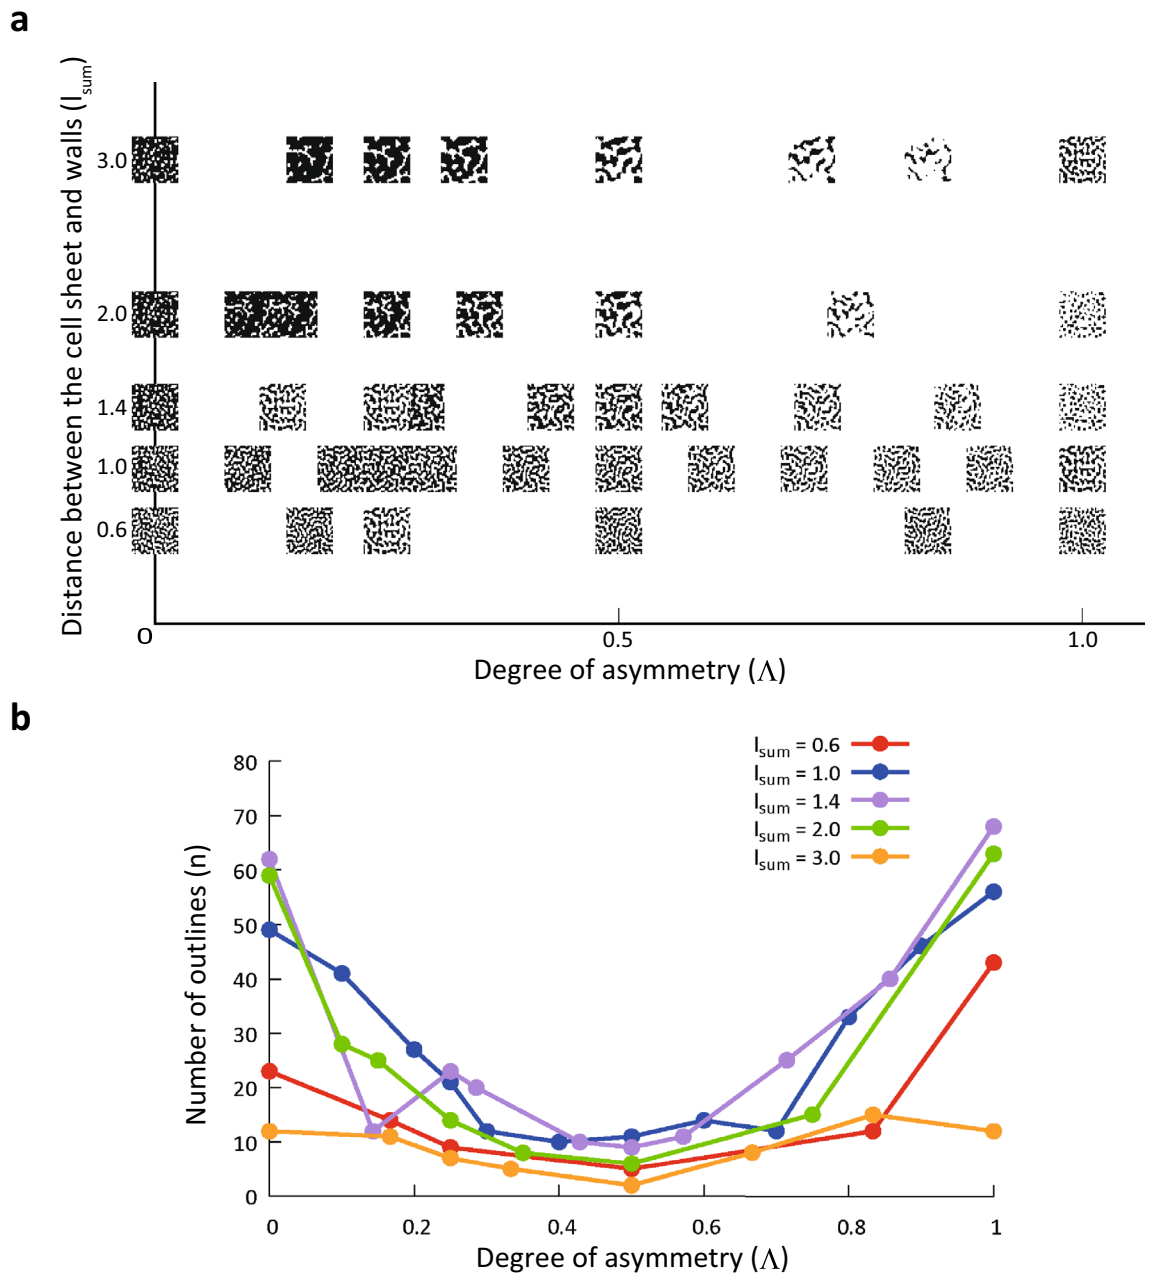 a
Distance between the cell sheet and walls (lsum)
3.0
2.0
1.4
1.0
0.6
O
0.5
1.0
Degree of asymmetry (Λ)
b
lsum = 0.6
lsum = 1.0
lsum = 1.4
lsum = 2.0
lsum = 3.0
Number of outlines (n)
80
70
60
50
40
30
20
10
0
0 0.2 0.4 0.6 0.8 1
Degree of asymmetry (Λ)